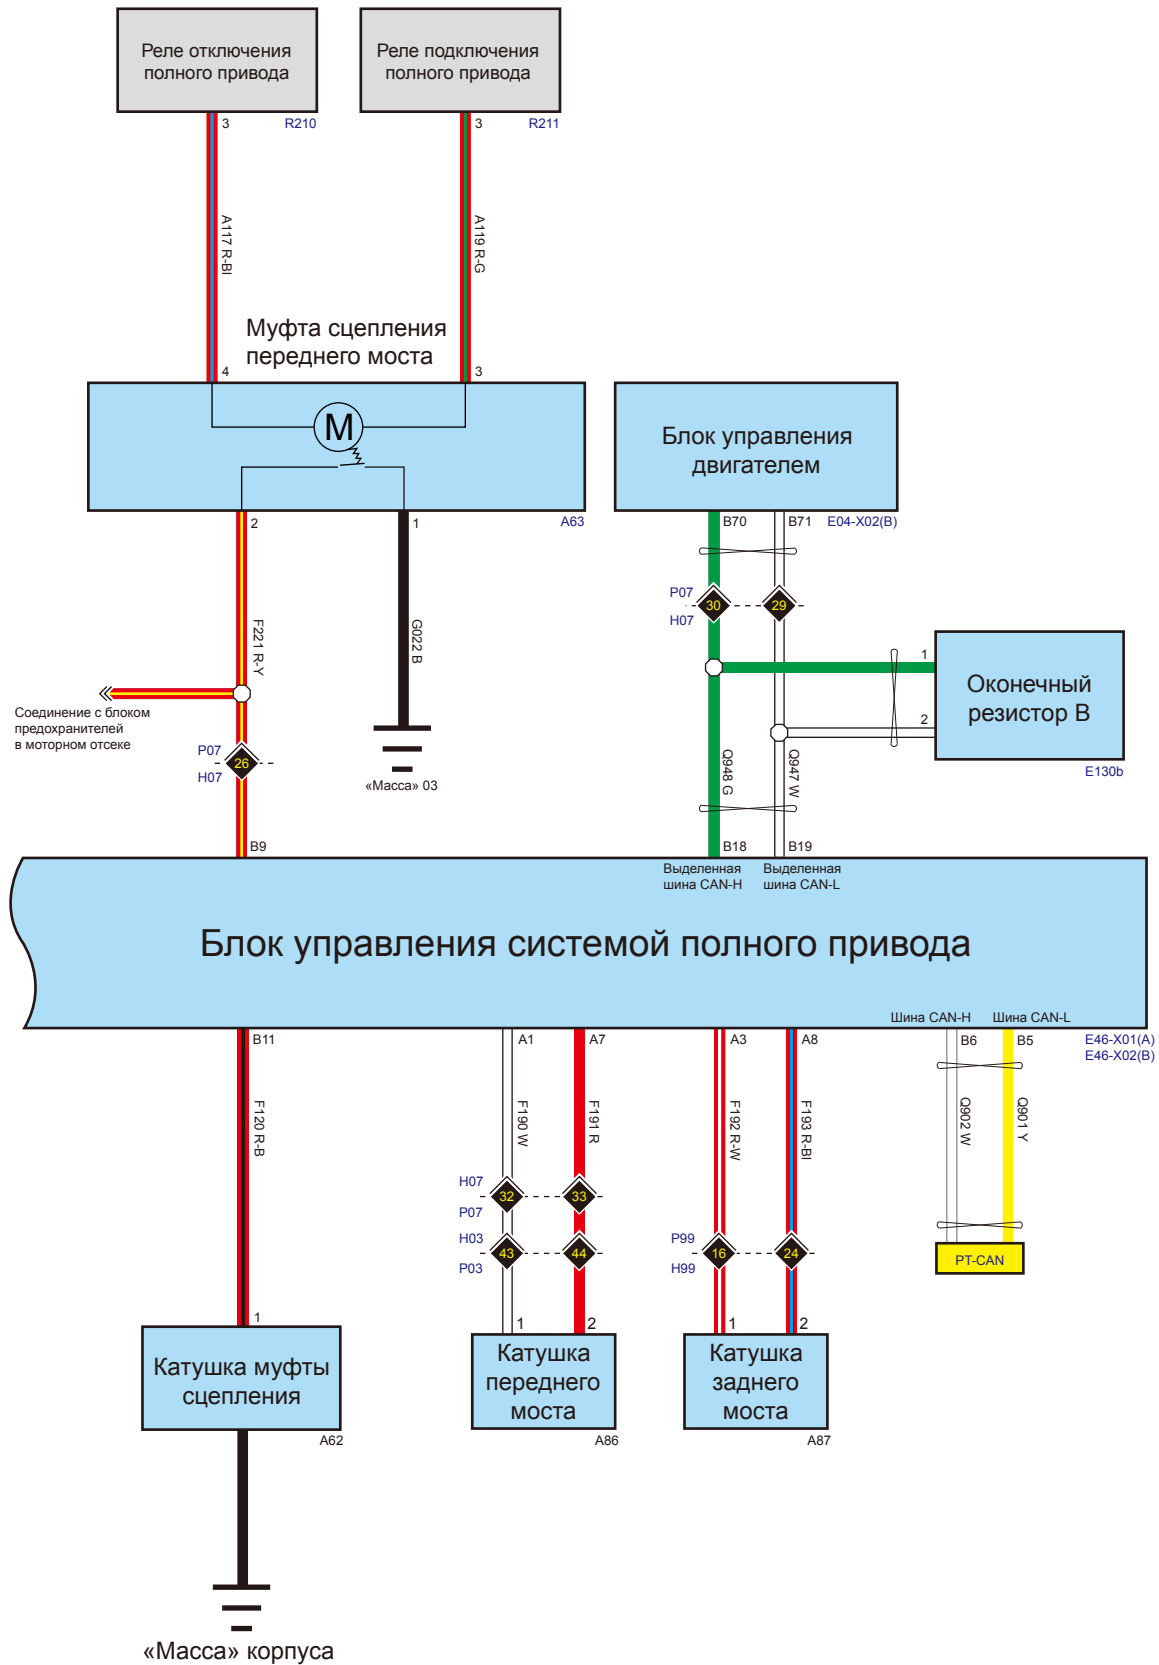 Реле отключения
полного привода
Реле подключения
полного привода
3
R210
3
R211
A117 R-Bl
A119 R-G
Муфта сцепления
переднего моста
4
3
M
Блок управления
двигателем
2
1
A63
B70
B71
E04-X02(B)
P07
30
29
H07
F221 R-Y
G022 B
1
Оконечный
резистор В
2
Соединение с блоком
предохранителей
в моторном отсеке
P07
26
H07
«Масса» 03
Q948 G
Q947 W
E130b
B9
B18
B19
Выделенная
шина CAN-H
Выделенная
шина CAN-L
Блок управления системой полного привода
Шина CAN-H
Шина CAN-L
B11
A1
A7
A3
A8
B6
B5
E46-X01(A)
E46-X02(B)
F120 R-B
F190 W
F191 R
F192 R-W
F193 R-Bl
Q902 W
Q901 Y
H07
32
33
P07
H03
43
44
P03
P99
16
24
H99
PT-CAN
1
1
2
1
2
Катушка муфты
сцепления
Катушка
переднего
моста
Катушка
заднего
моста
A62
A86
A87
«Масса» корпуса